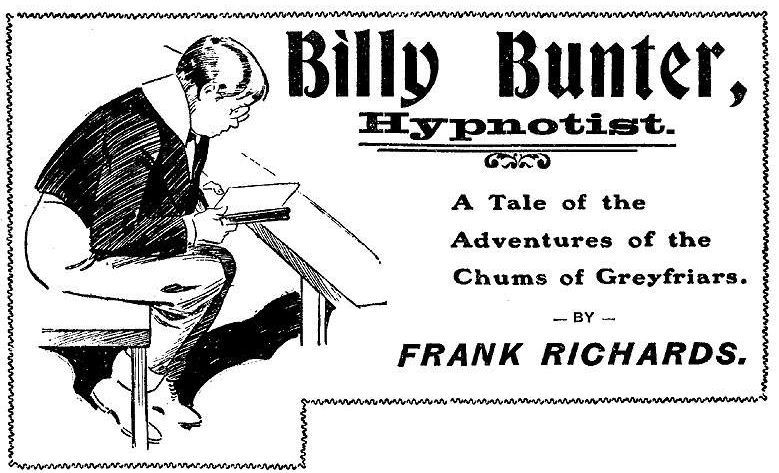 Billy Bunter,
Hypnotist.
A Tale of the
Adventures of the
Chums of Greyfriars.
— BY —
FRANK RICHARDS.